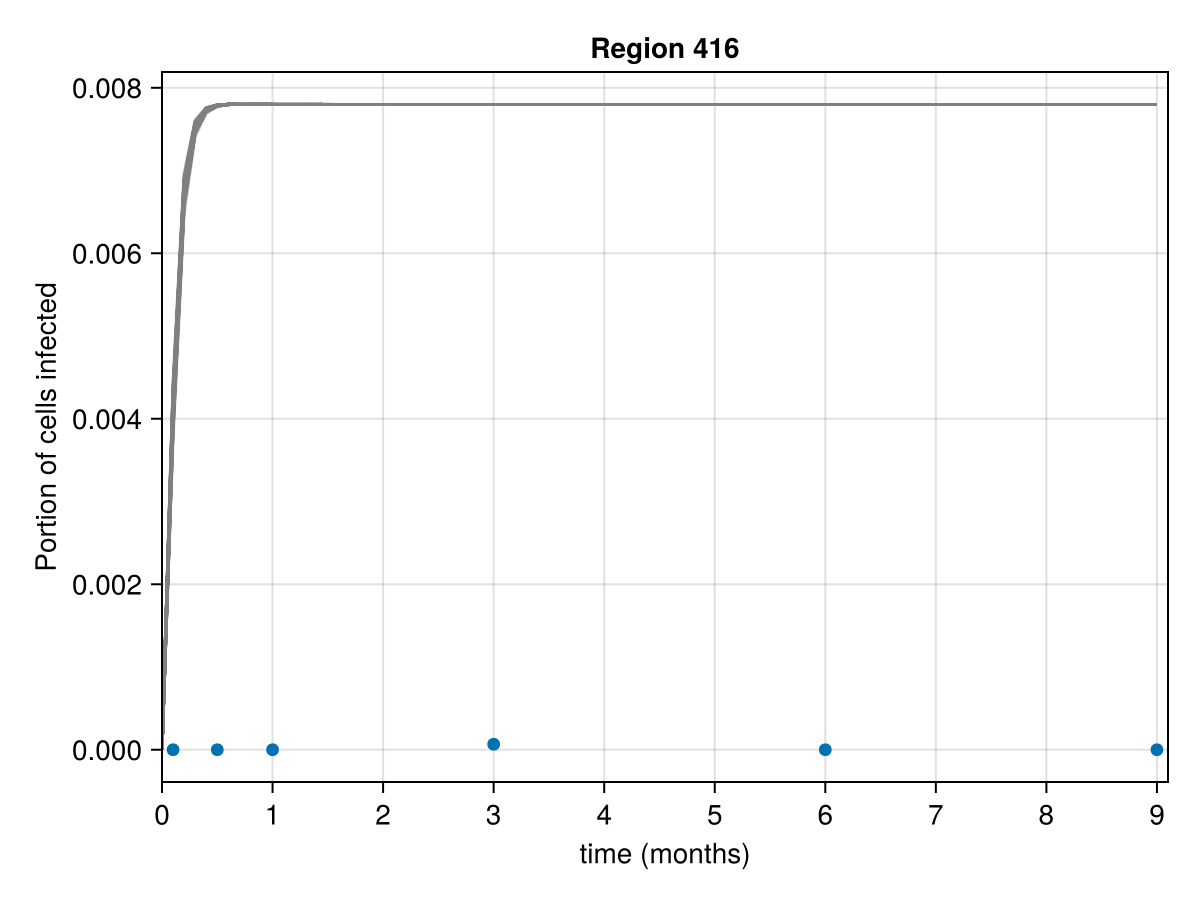 Region 416
0.008
0.006
0.004
0.002
0.000
Portion of cells infected
0 1 2 3 4 5 6 7 8 9
time (months)